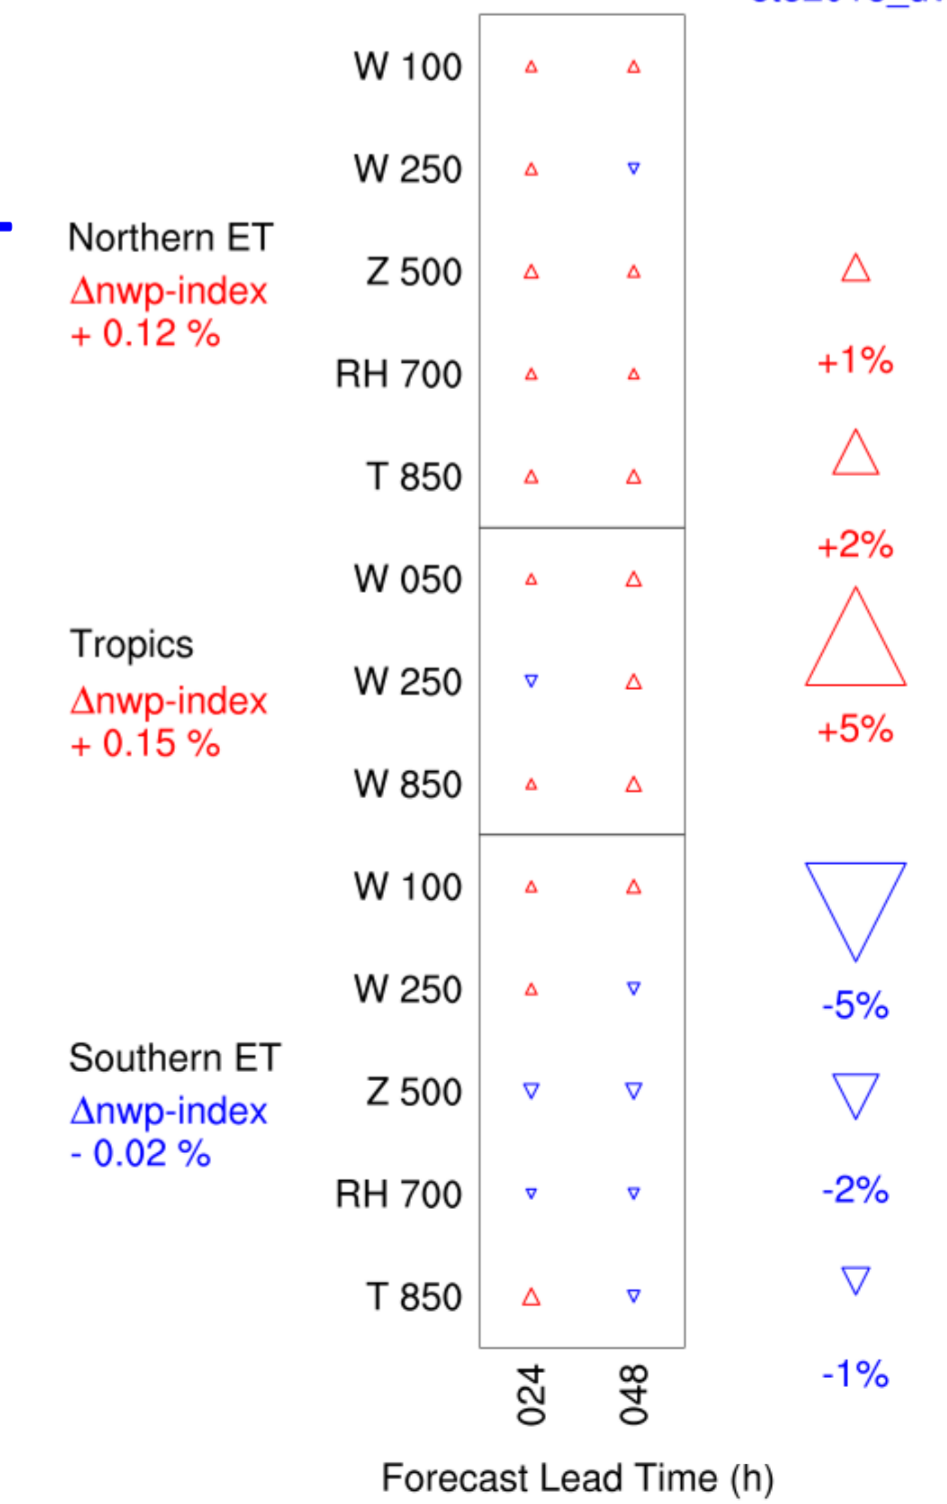 W 100
W 250
Northern ET
Z 500
Δnwp-index
+ 0.12 %
+1%
RH 700
T 850
+2%
W 050
Tropics
W 250
Δnwp-index
+ 0.15 %
+5%
W 850
W 100
W 250
-5%
Southern ET
Z 500
Δnwp-index
- 0.02 %
-2%
RH 700
T 850
-1%
024
048
Forecast Lead Time (h)